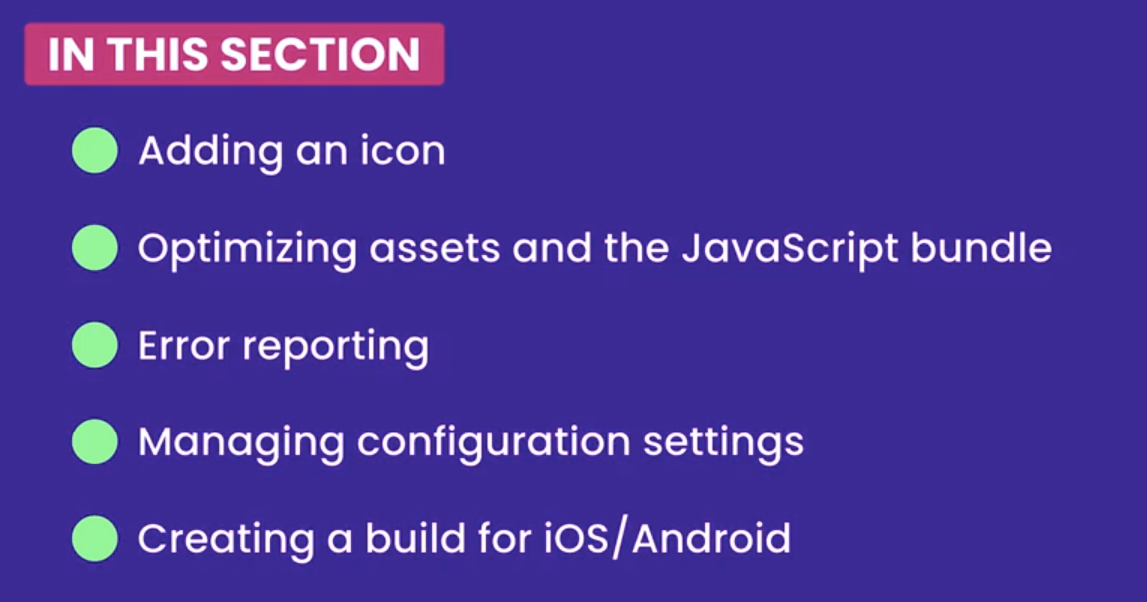 IN THIS SECTION
Adding an icon
Optimizing assets and the JavaScript bundle
Error reporting
Managing configuration settings
Creating a build for iOS/Android